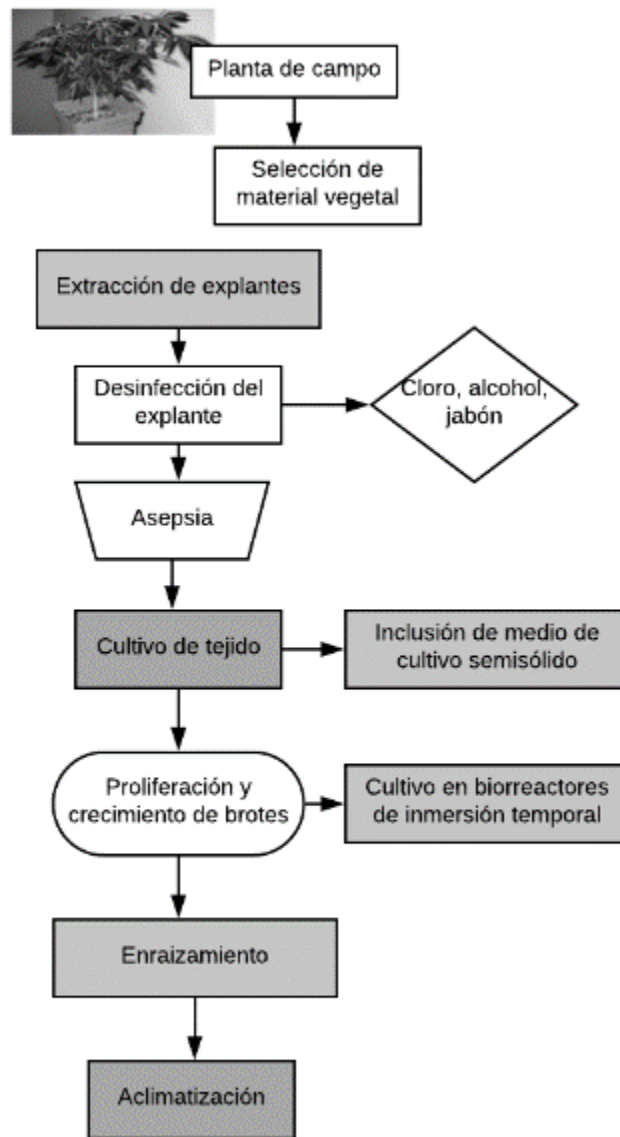 Planta de campo
Selección de
material vegetal
Extracción de explantes
Desinfección del
explante
Cloro, alcohol,
jabón
Asepsia
Cultivo de tejido
Inclusión de medio de
cultivo semisólido
Proliferación y
crecimiento de brotes
Cultivo en biorreactores
de inmersión temporal
Enraizamiento
Aclimatización